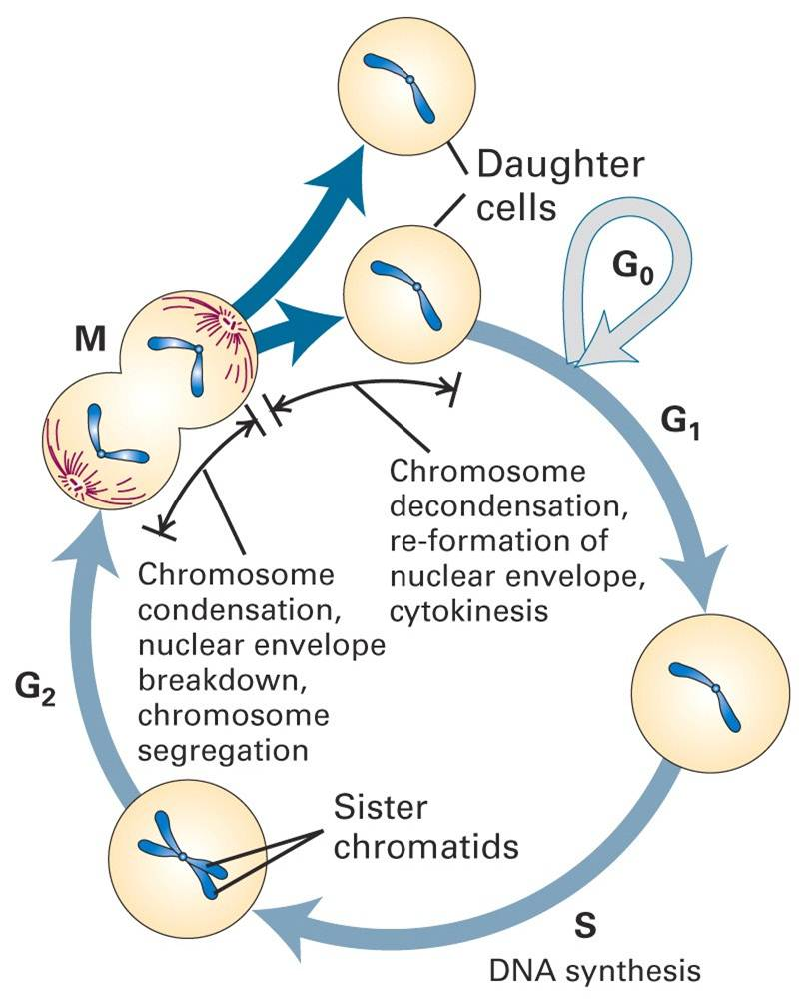 Daughter
cells
G₀
M
G₁
Chromosome
decondensation,
re-formation of
nuclear envelope,
cytokinesis
Chromosome
condensation,
nuclear envelope
breakdown,
chromosome
segregation
G₂
Sister
chromatids
S
DNA synthesis